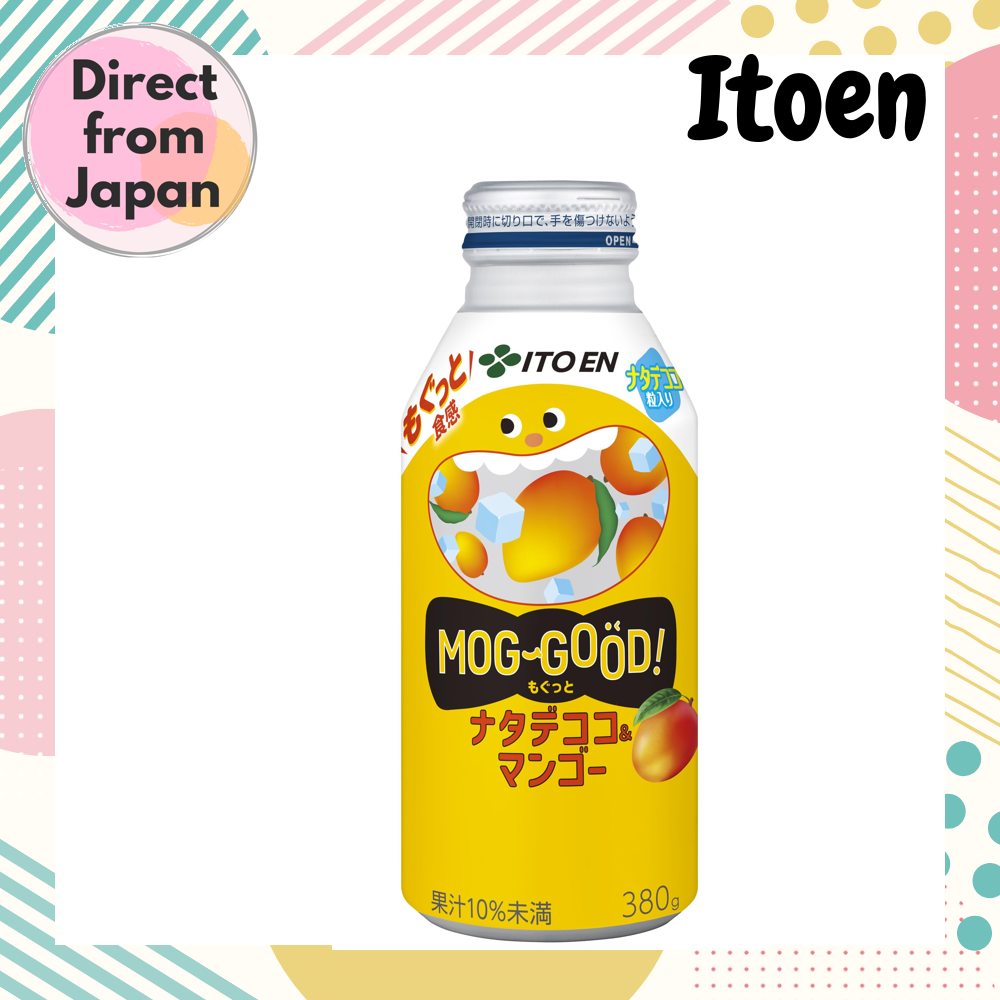 Direct
from
Japan
Itoen
開閉時に切り口で、手を傷つけないよ
OPEN
ITO EN
もぐっと
食感
ナタデココ
粒入り
MOG-GOOD!
もぐっと
ナタデココ&
マンゴー
果汁10%未満
380g